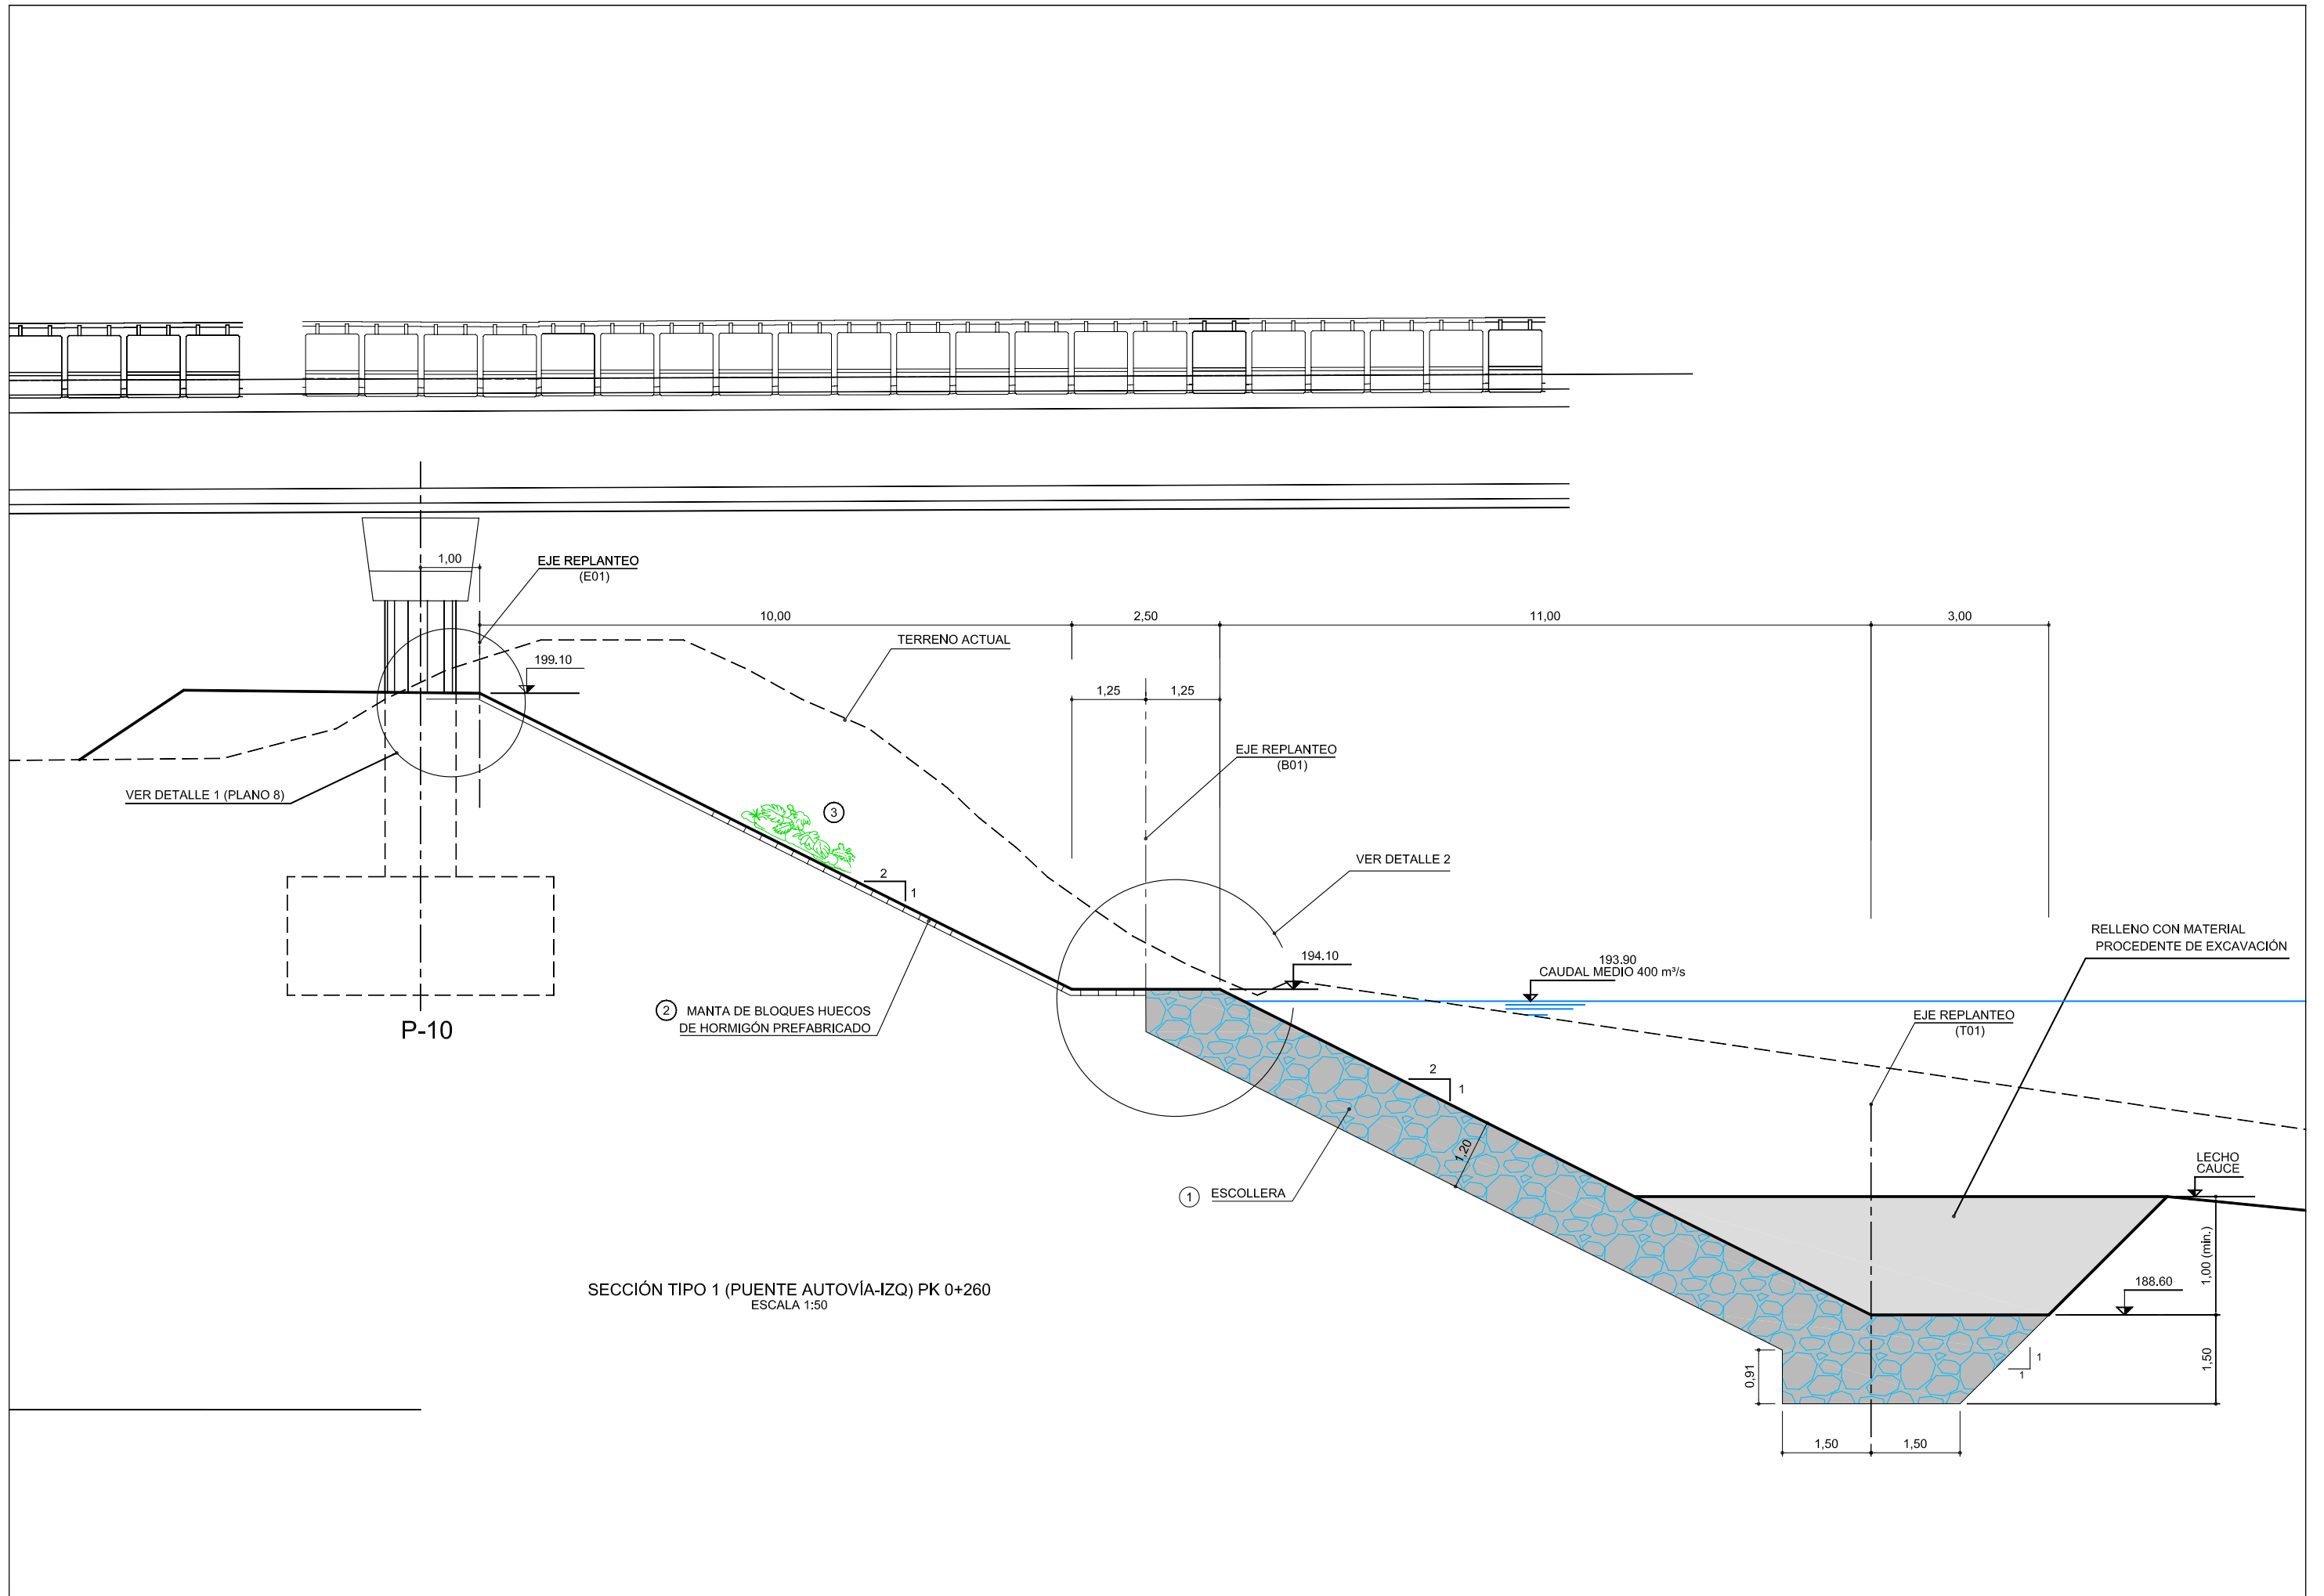 1,00
EJE REPLANTEO
(E01)
10,00
2,50
11,00
3,00
TERRENO ACTUAL
199.10
1,25
1,25
EJE REPLANTEO
(B01)
VER DETALLE 1 (PLANO 8)
3
VER DETALLE 2
2
1
RELLENO CON MATERIAL
PROCEDENTE DE EXCAVACIÓN
194.10
193.90
CAUDAL MEDIO 400 m³/s
2 MANTA DE BLOQUES HUECOS
DE HORMIGÓN PREFABRICADO
P-10
EJE REPLANTEO
(T01)
2
1
1,20
LECHO
CAUCE
1 ESCOLLERA
1,00 (min.)
188.60
SECCIÓN TIPO 1 (PUENTE AUTOVÍA-IZQ) PK 0+260
ESCALA 1:50
0,91
1
1
1,50
1,50
1,50